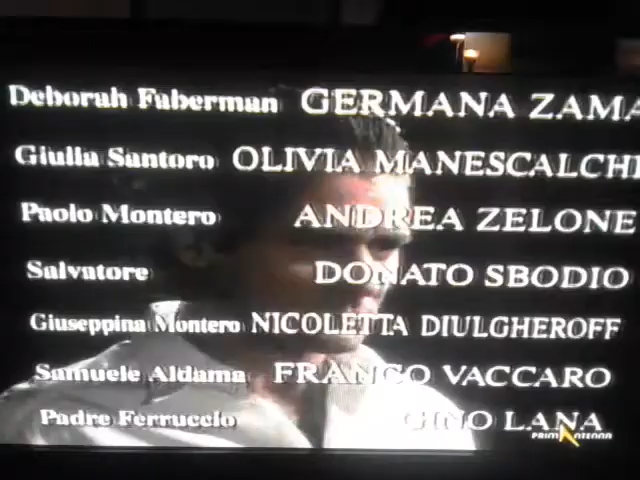 Deborah Faberman GERMANA ZAMA
Giulia Santoro OLIVIA MANESCALCHI
Paolo Montero ANDREA ZELONE
Salvatore DONATO SBODIO
Giuseppina Montero NICOLETTA DIULGHEROFF
Samuele Aldama FRANCO VACCARO
Padre Ferruccio GINO LANA
PRIMANTENNA